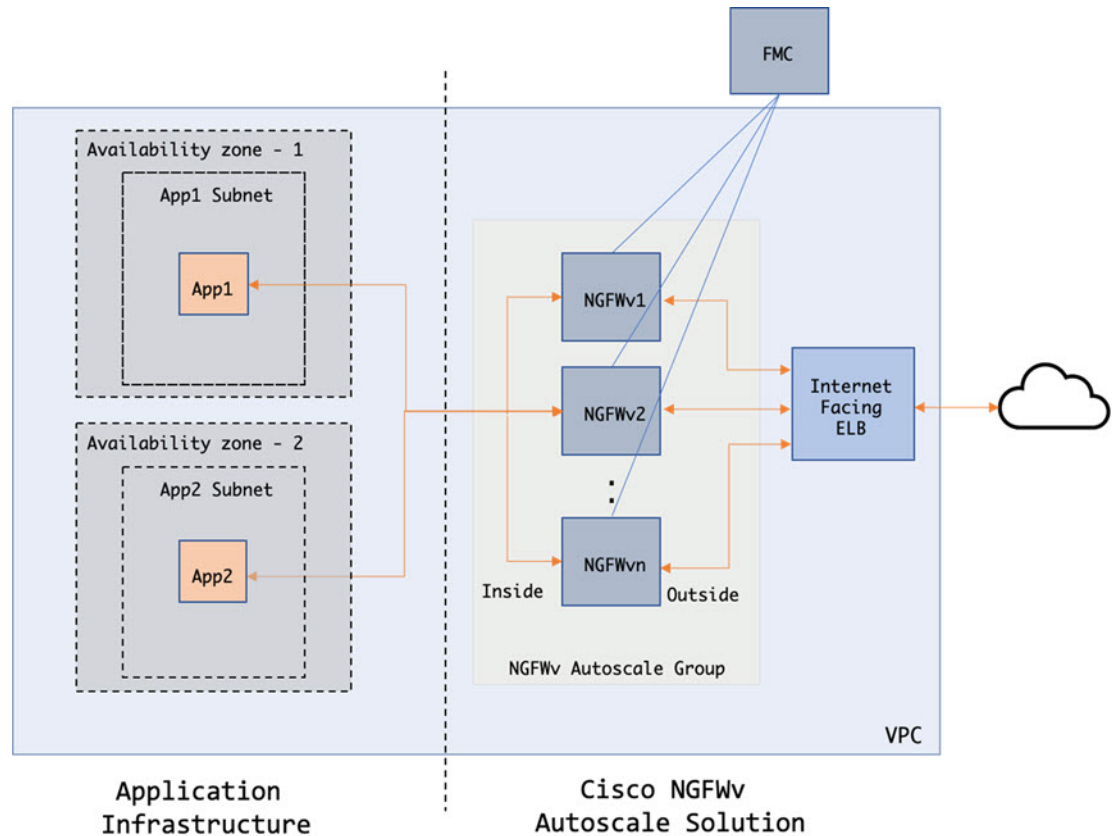 FMC
Availability zone - 1
App1 Subnet
App1
NGFWv1
NGFWv2
Internet
Facing
ELB
Availability zone - 2
App2 Subnet
App2
:
NGFWvn
Inside
Outside
NGFWv Autoscale Group
VPC
Application
Infrastructure
Cisco NGFWv
Autoscale Solution